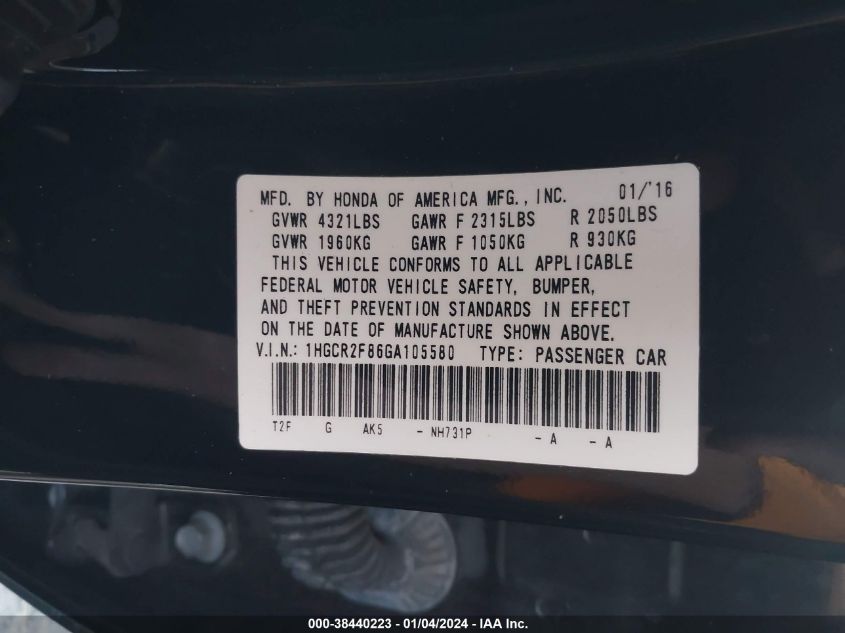 MFD. BY HONDA OF AMERICA MFG., INC. 01/'16
GVWR 4321LBS GAWR F 2315LBS R 2050LBS
GVWR 1960KG GAWR F 1050KG R 930KG
THIS VEHICLE CONFORMS TO ALL APPLICABLE
FEDERAL MOTOR VEHICLE SAFETY, BUMPER,
AND THEFT PREVENTION STANDARDS IN EFFECT
ON THE DATE OF MANUFACTURE SHOWN ABOVE.
V.I.N.: 1HGCR2F86GA105580 TYPE: PASSENGER CAR
T2F G AK5 - NH731P - A - A
000-38440223 - 01/04/2024 - IAA Inc.